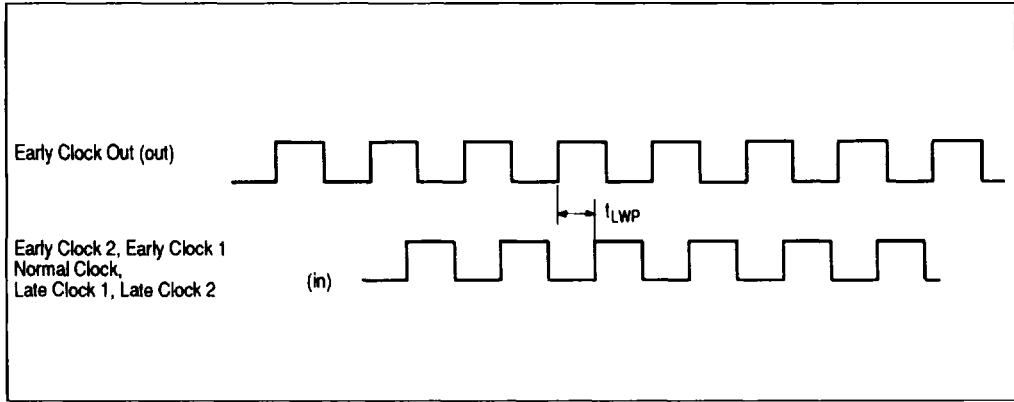 Early Clock Out (out)
tLWP
Early Clock 2, Early Clock 1
Normal Clock,
(in)
Late Clock 1, Late Clock 2